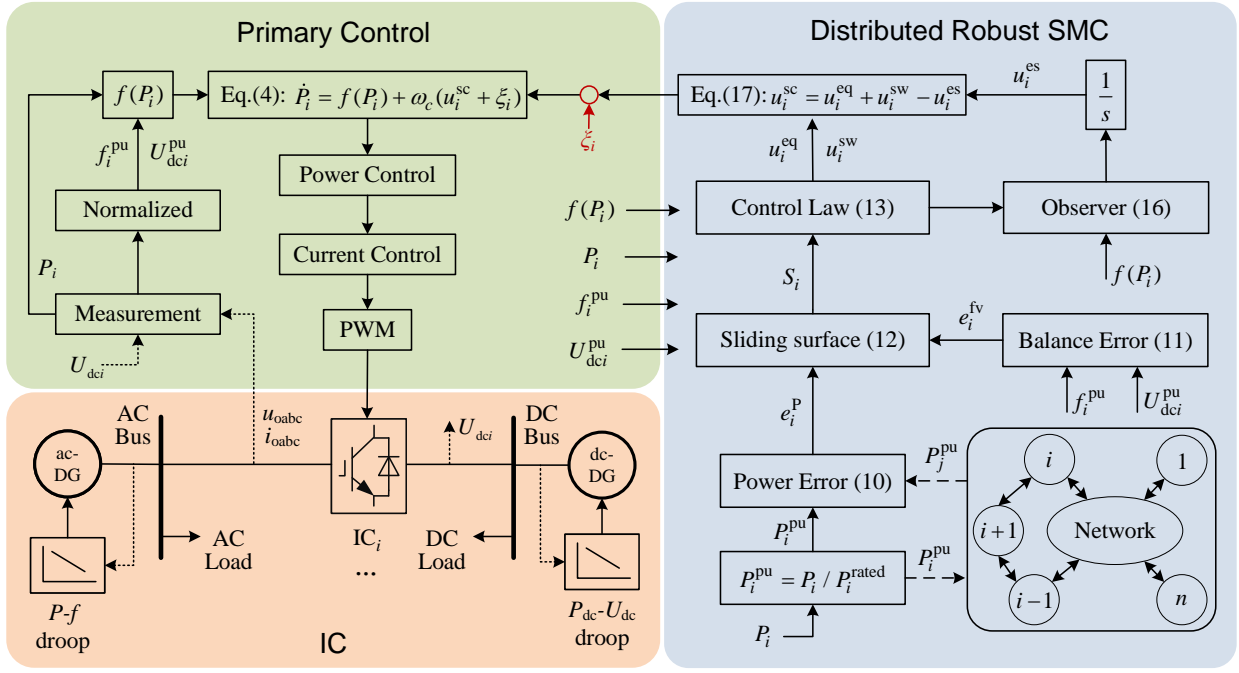 Primary Control
f(P_i)
Eq.(4): Ṗ_i = f(P_i) + ω_c(u_i^sc + ξ_i)
ξ_i
f_i^pu
U_dci^pu
Power Control
Normalized
Current Control
P_i
Measurement
PWM
U_dci
Distributed Robust SMC
Eq.(17): u_i^sc = u_i^eq + u_i^sw − u_i^es
u_i^es
1
s
u_i^eq
u_i^sw
f(P_i)
Control Law (13)
Observer (16)
P_i
S_i
f(P_i)
f_i^pu
e_i^fv
U_dci^pu
Sliding surface (12)
Balance Error (11)
e_i^P
f_i^pu
U_dci^pu
Power Error (10)
P_j^pu
P_i^pu
P_i^pu = P_i / P_i^rated
P_i^pu
P_i
i
1
i+1
Network
i−1
n
AC
Bus
u_oabc
i_oabc
U_dci
DC
Bus
ac-
DG
dc-
DG
AC
Load
IC_i
...
DC
Load
P-f
droop
P_dc-U_dc
droop
IC